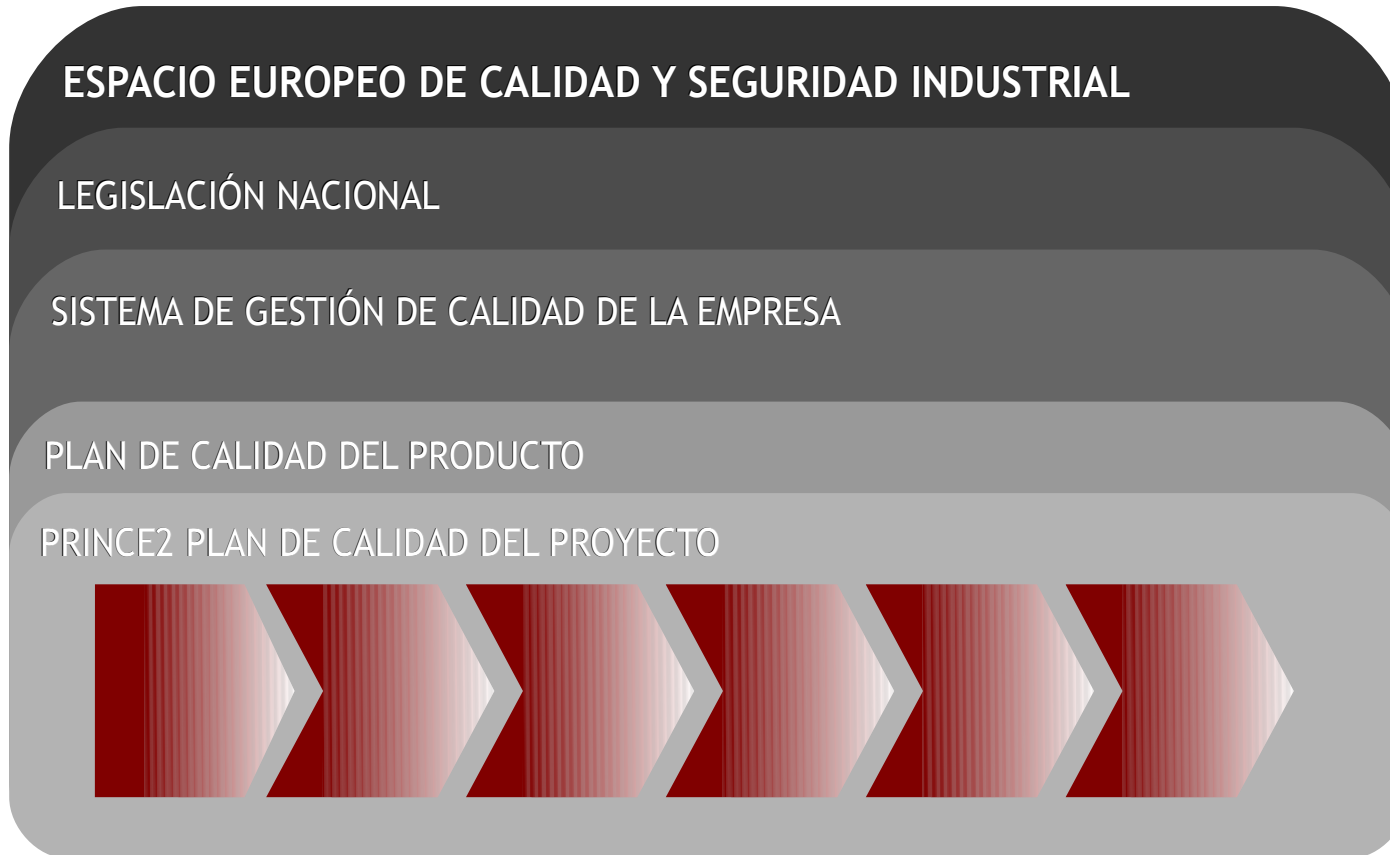 ESPACIO EUROPEO DE CALIDAD Y SEGURIDAD INDUSTRIAL
LEGISLACIÓN NACIONAL
SISTEMA DE GESTIÓN DE CALIDAD DE LA EMPRESA
PLAN DE CALIDAD DEL PRODUCTO
PRINCE2 PLAN DE CALIDAD DEL PROYECTO